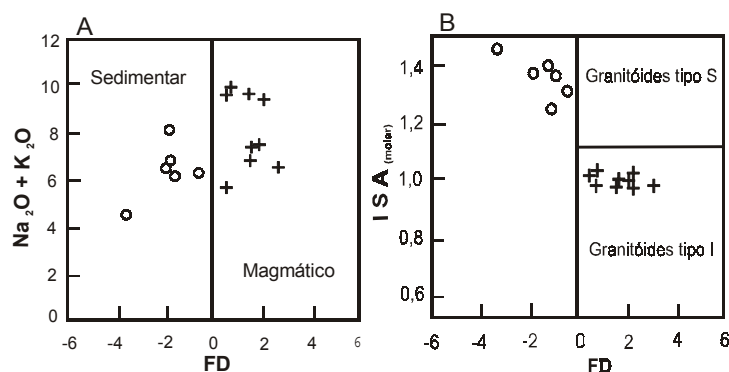 A
12
10
8
6
4
2
0
Na2O + K2O
Sedimentar
Magmático
-6 -4 -2 0 2 4 6
FD
B
1,4
1,2
1,0
0,8
0,6
ISA (molar)
Granitóides tipo S
Granitóides tipo I
-6 -4 -2 0 2 4 6
FD